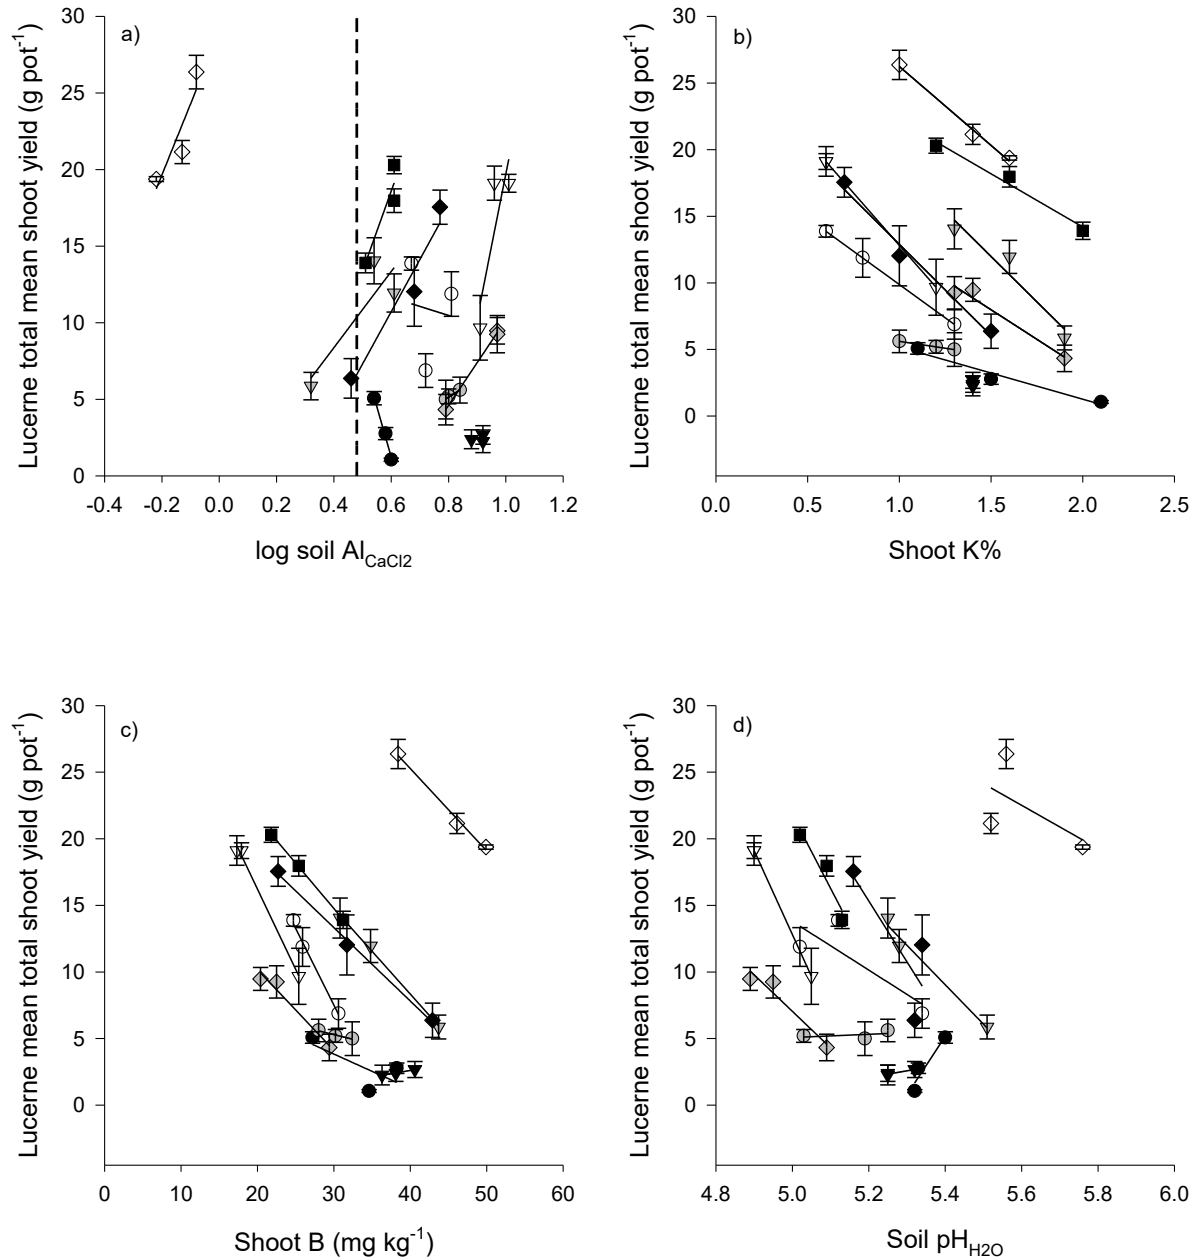 a)
Lucerne total mean shoot yield (g pot⁻¹)
30
25
20
15
10
5
0
-0.4 -0.2 0.0 0.2 0.4 0.6 0.8 1.0 1.2
log soil Al_CaCl2
b)
Lucerne total mean shoot yield (g pot⁻¹)
30
25
20
15
10
5
0
0.0 0.5 1.0 1.5 2.0 2.5
Shoot K%
c)
Lucerne mean total shoot yield (g pot⁻¹)
30
25
20
15
10
5
0
0 10 20 30 40 50 60
Shoot B (mg kg⁻¹)
d)
Lucerne mean total shoot yield (g pot⁻¹)
30
25
20
15
10
5
0
4.8 5.0 5.2 5.4 5.6 5.8 6.0
Soil pH_H2O